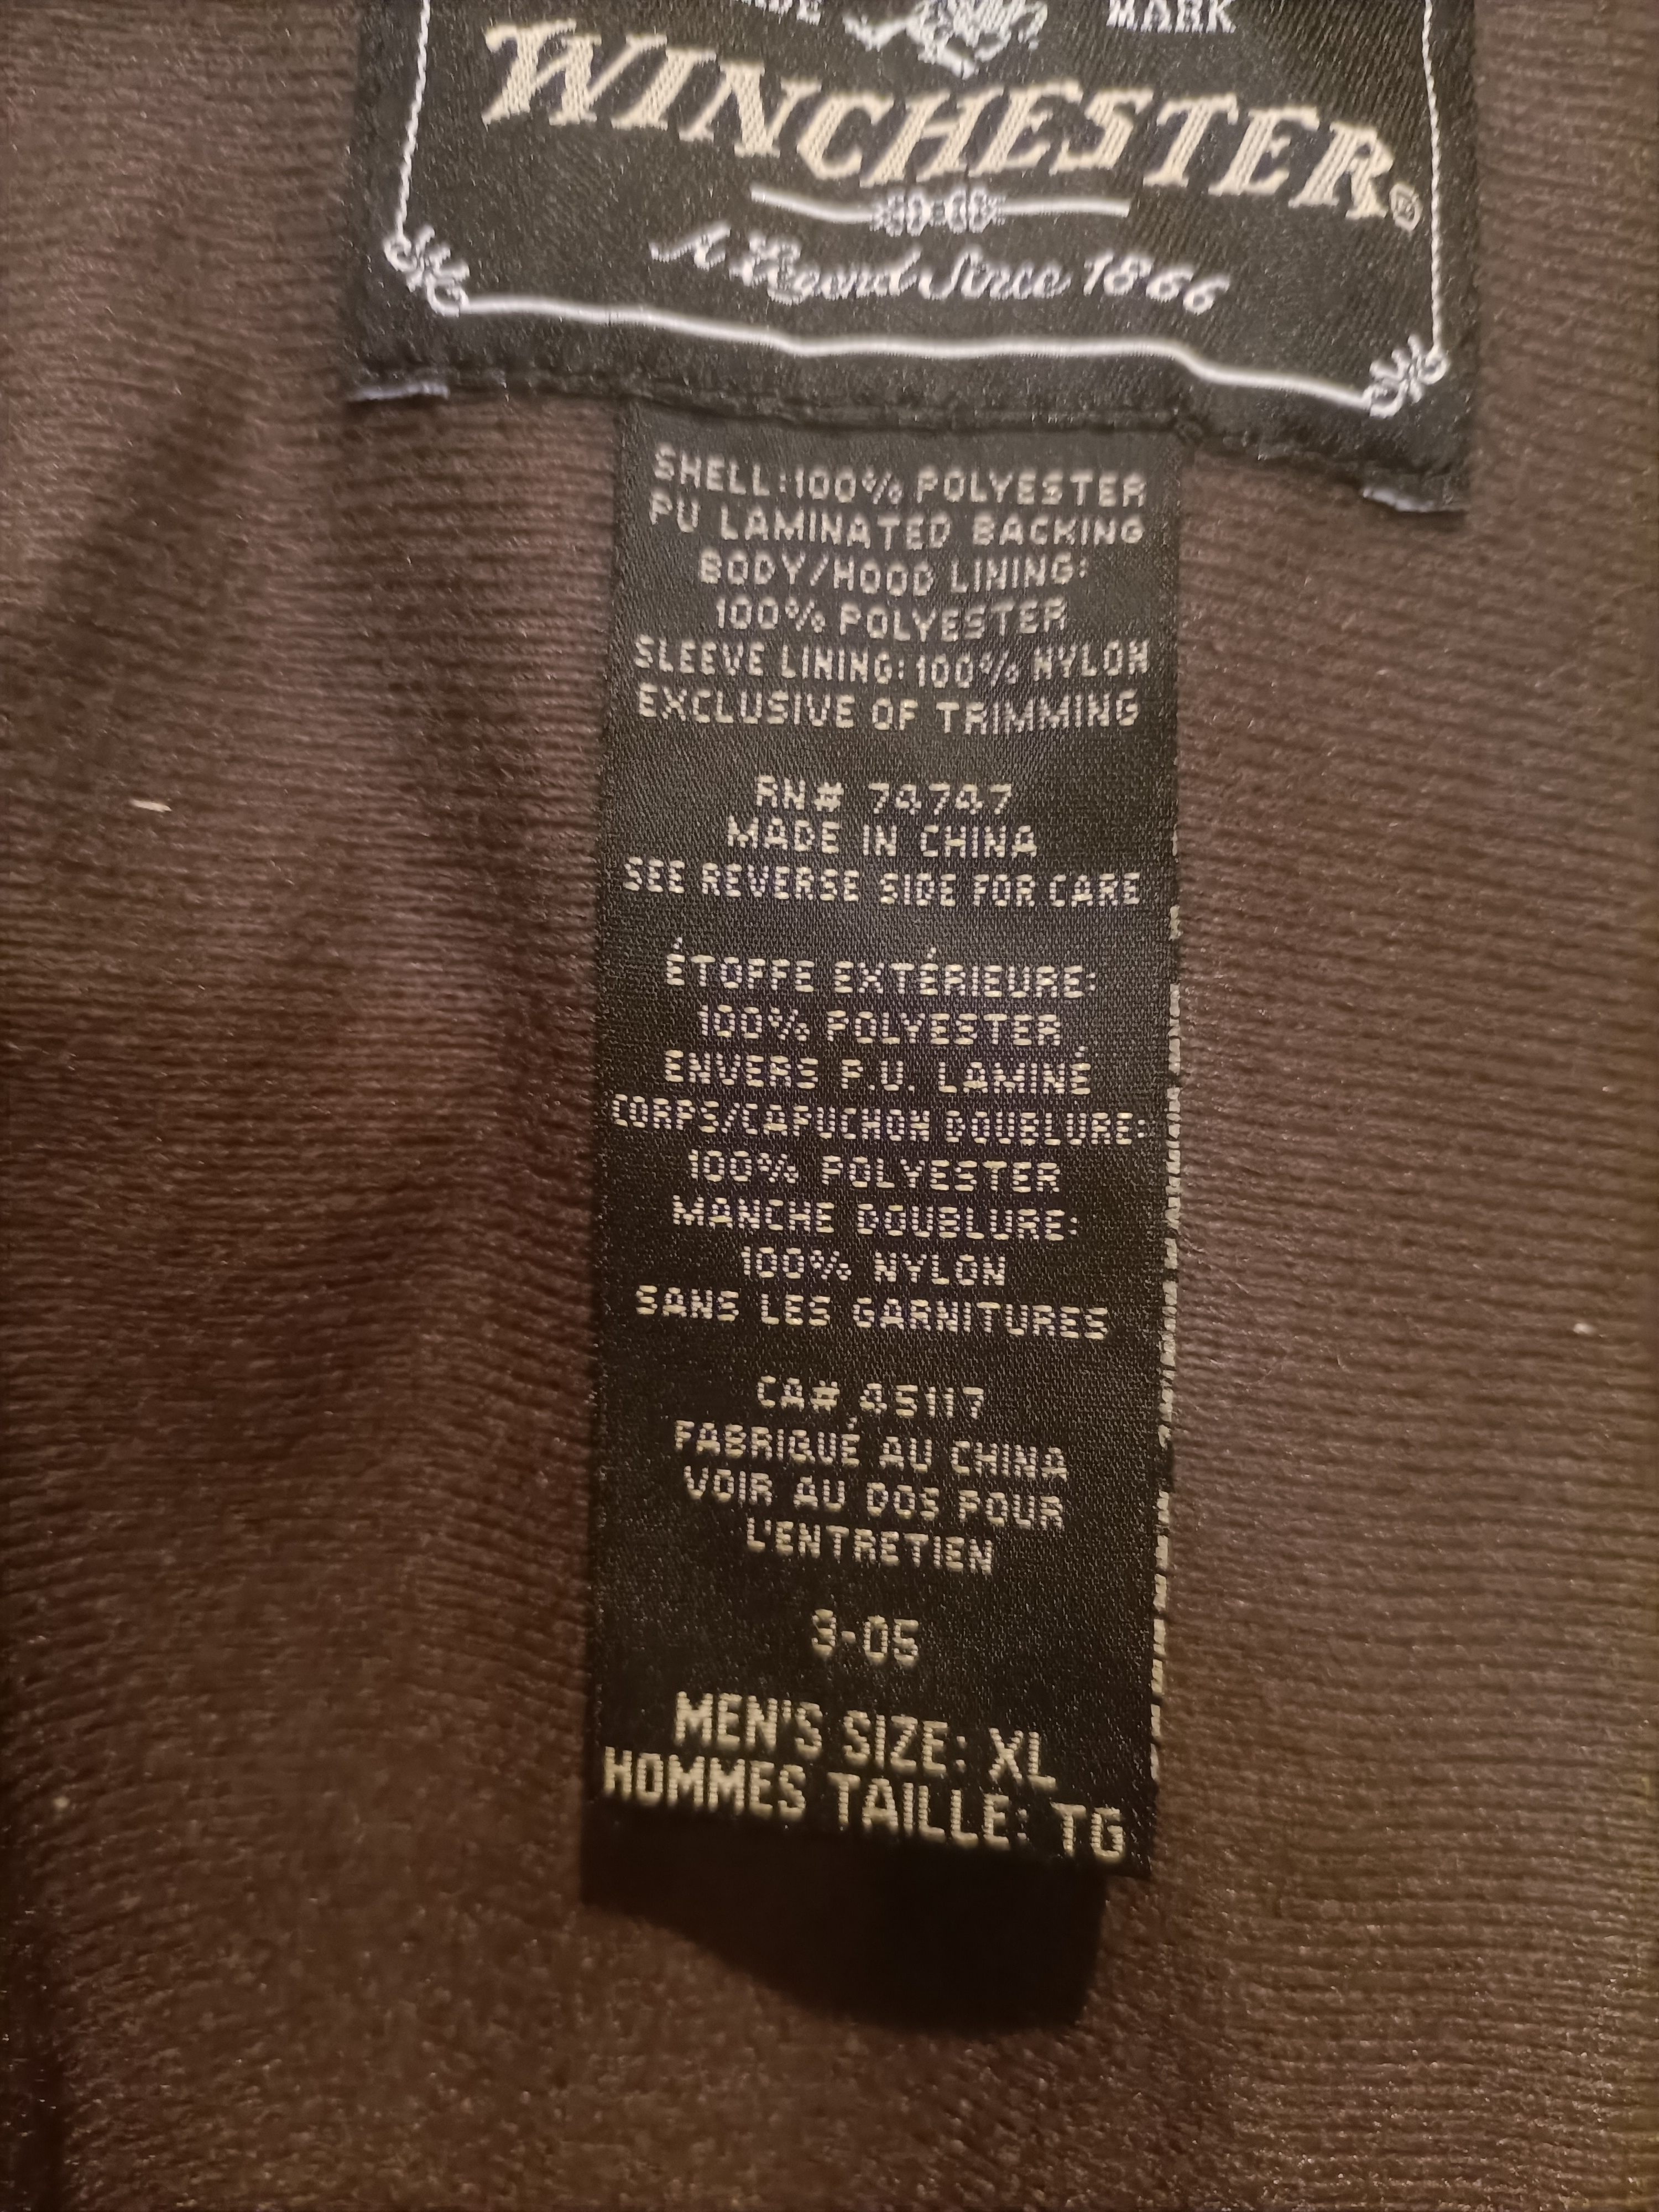 MARK
WINCHESTER®
A Legend Since 1866
SHELL:100% POLYESTER
PU LAMINATED BACKING
BODY/HOOD LINING:
100% POLYESTER
SLEEVE LINING:100% NYLON
EXCLUSIVE OF TRIMMING
RN# 74747
MADE IN CHINA
SEE REVERSE SIDE FOR CARE
ÉTOFFE EXTÉRIEURE:
100% POLYESTER
ENVERS P.U. LAMINÉ
CORPS/CAPUCHON DOUBLURE:
100% POLYESTER
MANCHE DOUBLURE:
100% NYLON
SANS LES GARNITURES
CA# 45117
FABRIQUÉ AU CHINA
VOIR AU DOS POUR
L'ENTRETIEN
3-05
MEN'S SIZE: XL
HOMMES TAILLE: TG